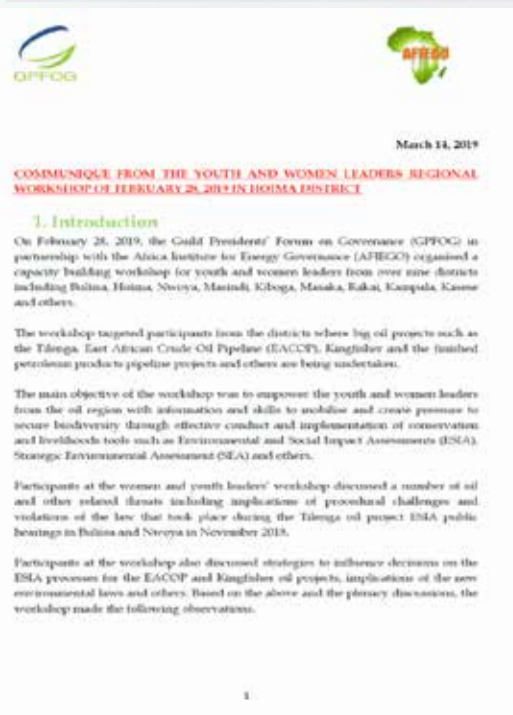 GPFOG
AFIEGO
March 14, 2019
COMMUNIQUE FROM THE YOUTH AND WOMEN LEADERS REGIONAL
WORKSHOP OF FEBRUARY 28, 2019 IN HOIMA DISTRICT
1. Introduction
On February 28, 2019, the Guild Presidents' Forum on Governance (GPFOG) in
partnership with the Africa Institute for Energy Governance (AFIEGO) organised a
capacity building workshop for youth and women leaders from over nine districts
including Buliisa, Hoima, Nwoya, Masindi, Kiboga, Masaka, Rakai, Kampala, Kasese
and others.
The workshop targeted participants from the districts where big oil projects such as
the Tilenga, East African Crude Oil Pipeline (EACOP), Kingfisher and the finished
petroleum products pipeline projects and others are being undertaken.
The main objective of the workshop was to empower the youth and women leaders
from the oil region with information and skills to mobilise and create pressure to
secure biodiversity through effective conduct and implementation of conservation
and livelihoods tools such as Environmental and Social Impact Assessments (ESIA),
Strategic Environmental Assessment (SEA) and others.
Participants at the women and youth leaders' workshop discussed a number of oil
and other related threats including implications of procedural challenges and
violations of the law that took place during the Tilenga oil project ESIA public
hearings in Buliisa and Nwoya in November 2018.
Participants at the workshop also discussed strategies to influence decisions on the
ESIA processes for the EACOP and Kingfisher oil projects, implications of the new
environmental laws and others. Based on the above and the plenary discussions, the
workshop made the following observations.
1